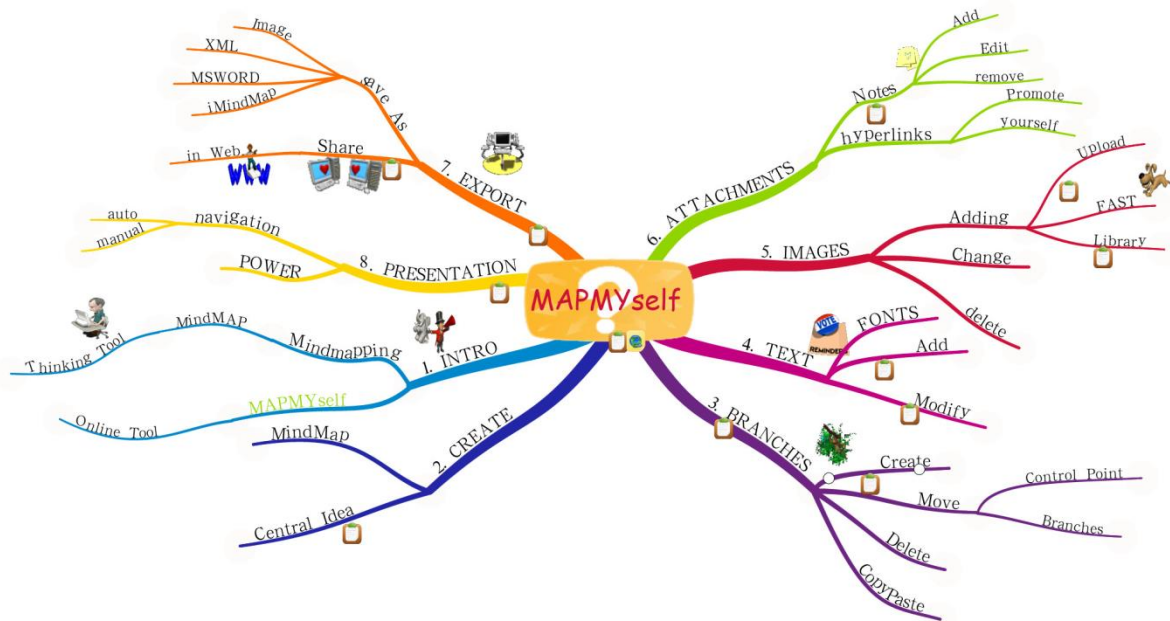 MAPMYself
1. INTRO
Mindmapping
MindMAP
Thinking Tool
MAPMYself
Online Tool
2. CREATE
MindMap
Central Idea
3. BRANCHES
Create
Move
Control Point
Branches
Delete
CopyPaste
4. TEXT
FONTS
VOTE
REMINDER
Add
Modify
5. IMAGES
Adding
Upload
FAST
Library
Change
delete
6. ATTACHMENTS
Notes
Add
Edit
remove
hyperlinks
Promote
yourself
7. EXPORT
save As
Image
XML
MSWORD
iMindMap
Share
in Web
WWW
8. PRESENTATION
navigation
auto
manual
POWER